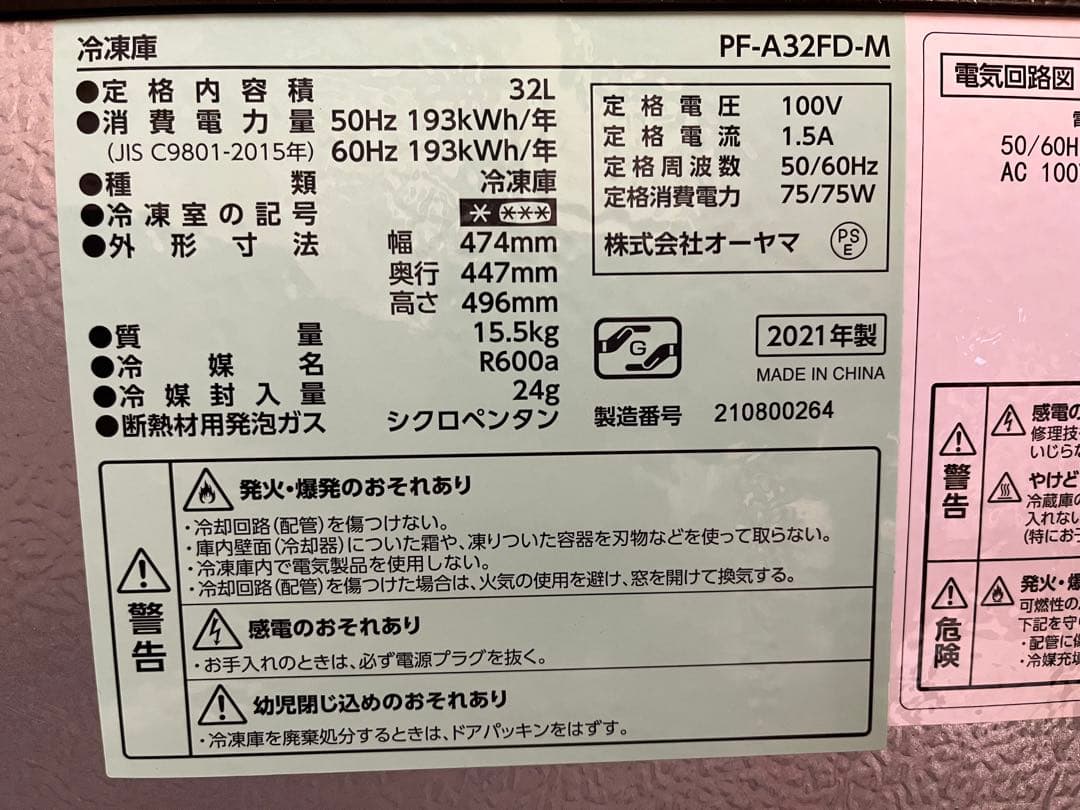 冷凍庫 PF-A32FD-M
●定格内容積 32L
●消費電力量 50Hz 193kWh/年
(JIS C9801-2015年) 60Hz 193kWh/年
●種類 冷凍庫
●冷凍室の記号 * ***
●外形寸法 幅 474mm
奥行 447mm
高さ 496mm
●質量 15.5kg
●冷媒名 R600a
●冷媒封入量 24g
●断熱材用発泡ガス シクロペンタン
定格電圧 100V
定格電流 1.5A
定格周波数 50/60Hz
定格消費電力 75/75W
株式会社オーヤマ PSE
G
2021年製
MADE IN CHINA
製造番号 210800264
警告
発火・爆発のおそれあり
・冷却回路(配管)を傷つけない。
・庫内壁面(冷却器)についた霜や、凍りついた容器を刃物などを使って取らない。
・冷凍庫内で電気製品を使用しない。
・冷却回路(配管)を傷つけた場合は、火気の使用を避け、窓を開けて換気する。
感電のおそれあり
・お手入れのときは、必ず電源プラグを抜く。
幼児閉じ込めのおそれあり
・冷凍庫を廃棄処分するときは、ドアパッキンをはずす。
電気回路図
50/60H
AC 100
警告
感電の
修理技
いじらな
やけど
冷蔵庫の
入れない
(特にお子
危険
発火・爆
可燃性の
下記を守
・配管に
・冷媒充填